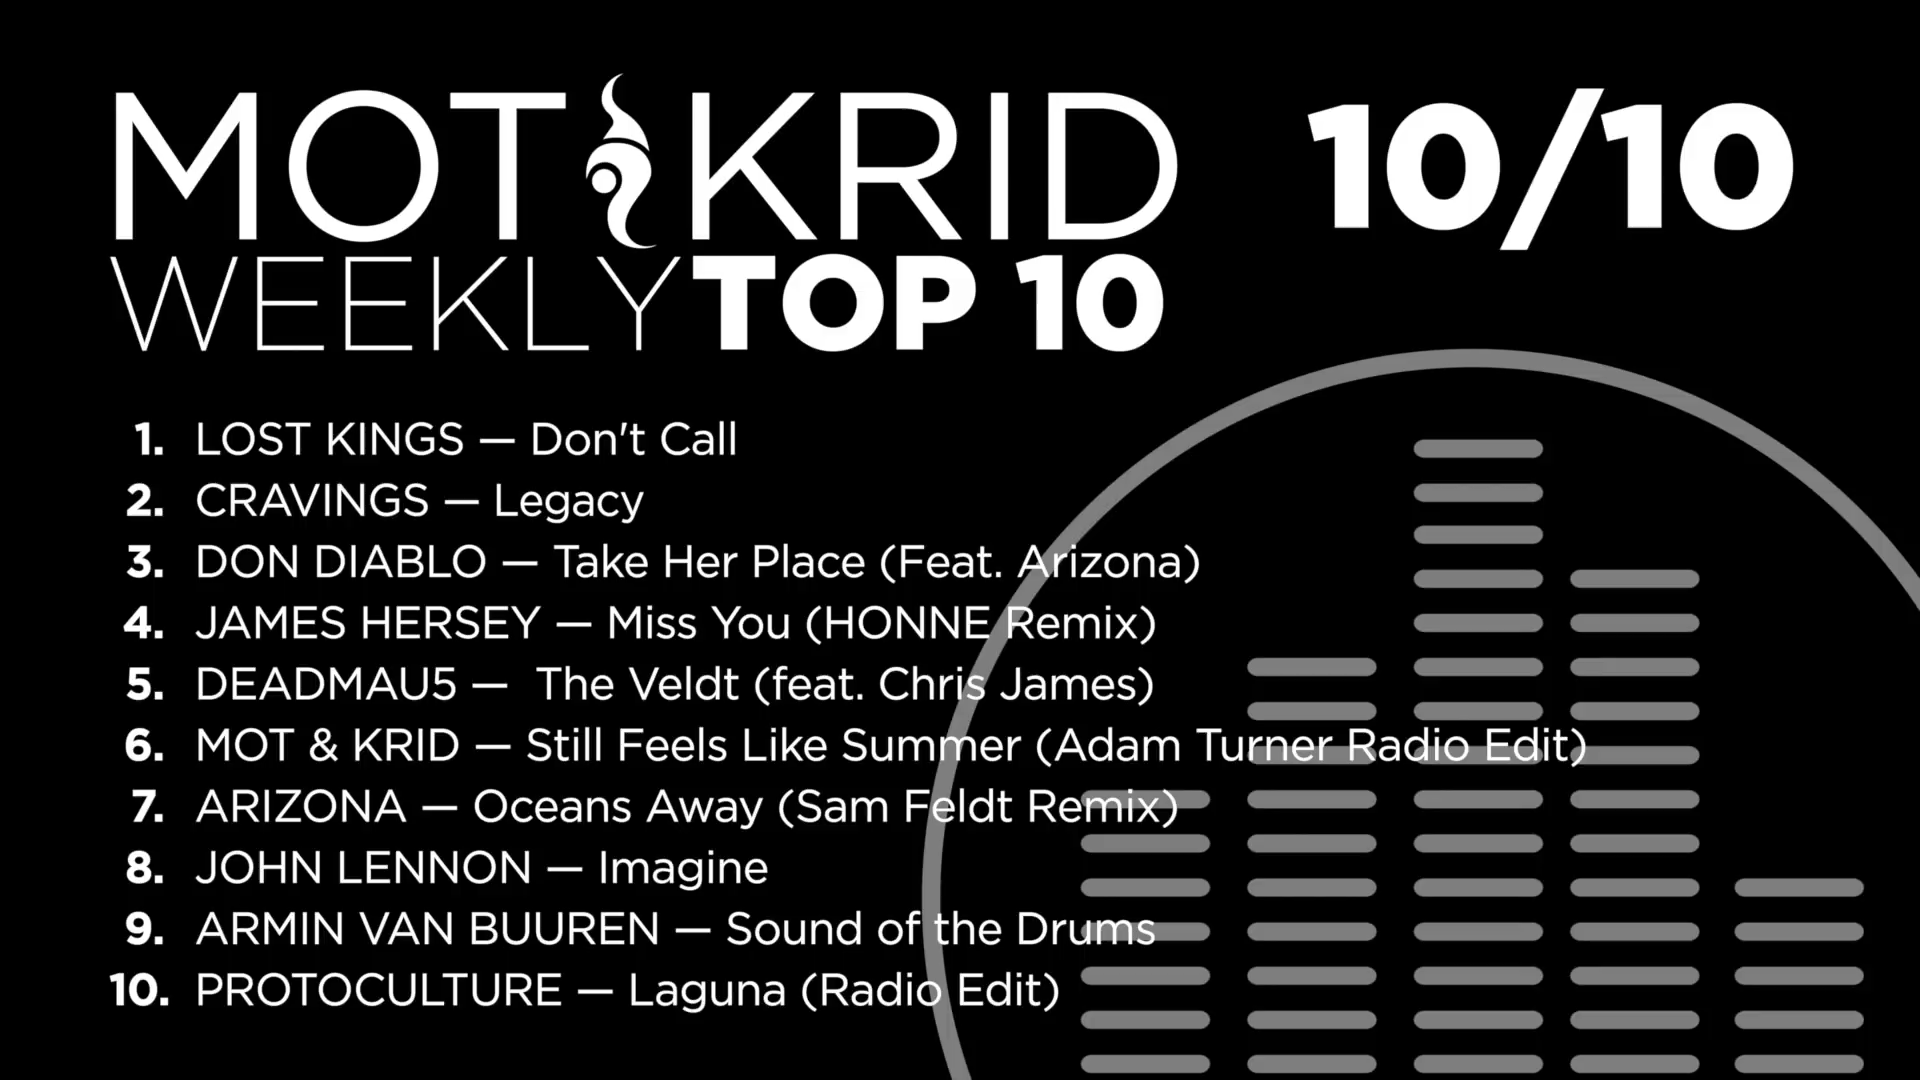 MOT & KRID 10/10
WEEKLY TOP 10
1. LOST KINGS — Don't Call
2. CRAVINGS — Legacy
3. DON DIABLO — Take Her Place (Feat. Arizona)
4. JAMES HERSEY — Miss You (HONNE Remix)
5. DEADMAU5 — The Veldt (feat. Chris James)
6. MOT & KRID — Still Feels Like Summer (Adam Turner Radio Edit)
7. ARIZONA — Oceans Away (Sam Feldt Remix)
8. JOHN LENNON — Imagine
9. ARMIN VAN BUUREN — Sound of the Drums
10. PROTOCULTURE — Laguna (Radio Edit)